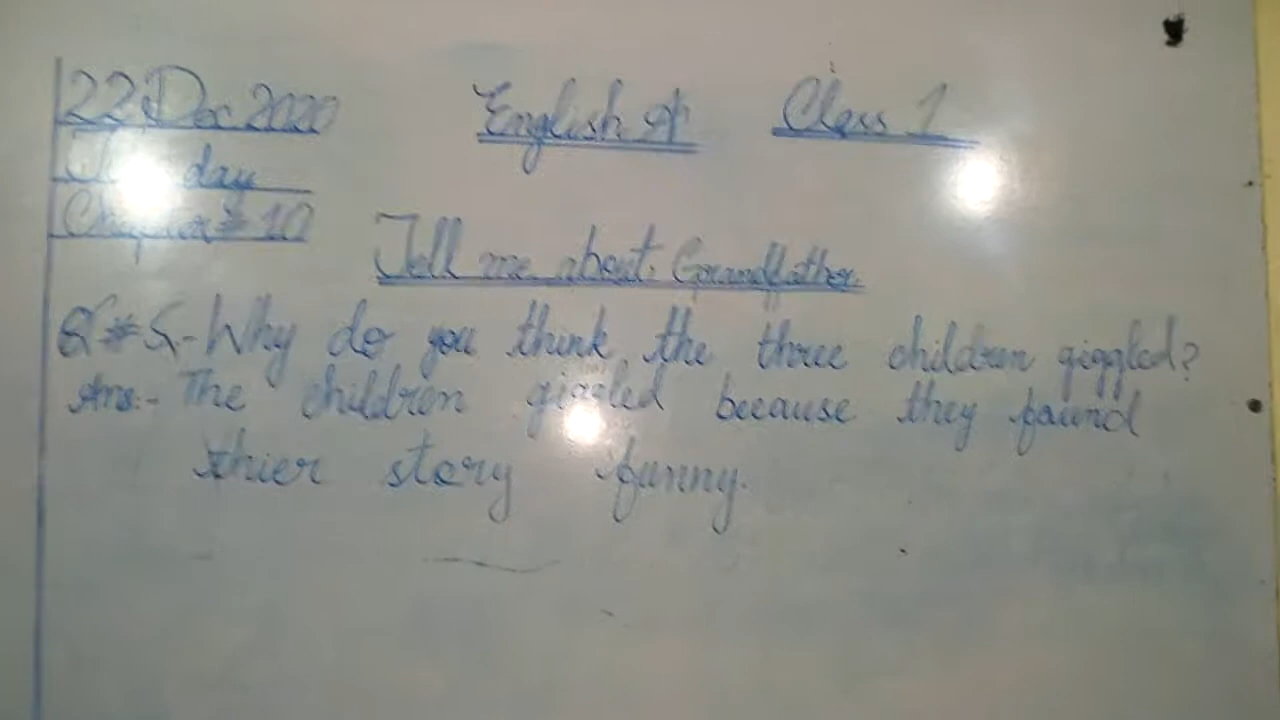 22 Dec 2020
English A
Class 1
day
Chapter # 10
Tell me about Grandfather.
Q # 5- Why do you think the three children giggled?
Ans:- The children giggled because they found
thier story funny.